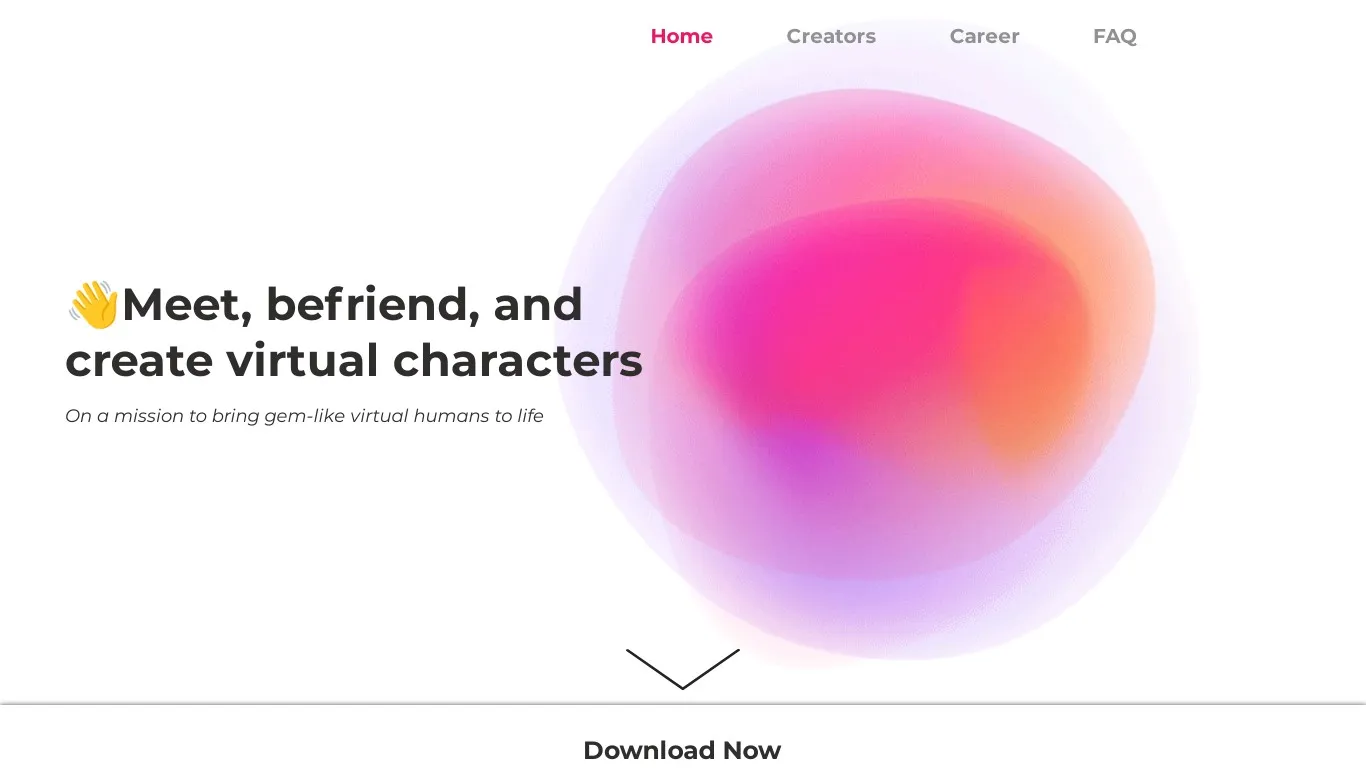 Home Creators Career FAQ
👋Meet, befriend, and
create virtual characters
On a mission to bring gem-like virtual humans to life
Download Now